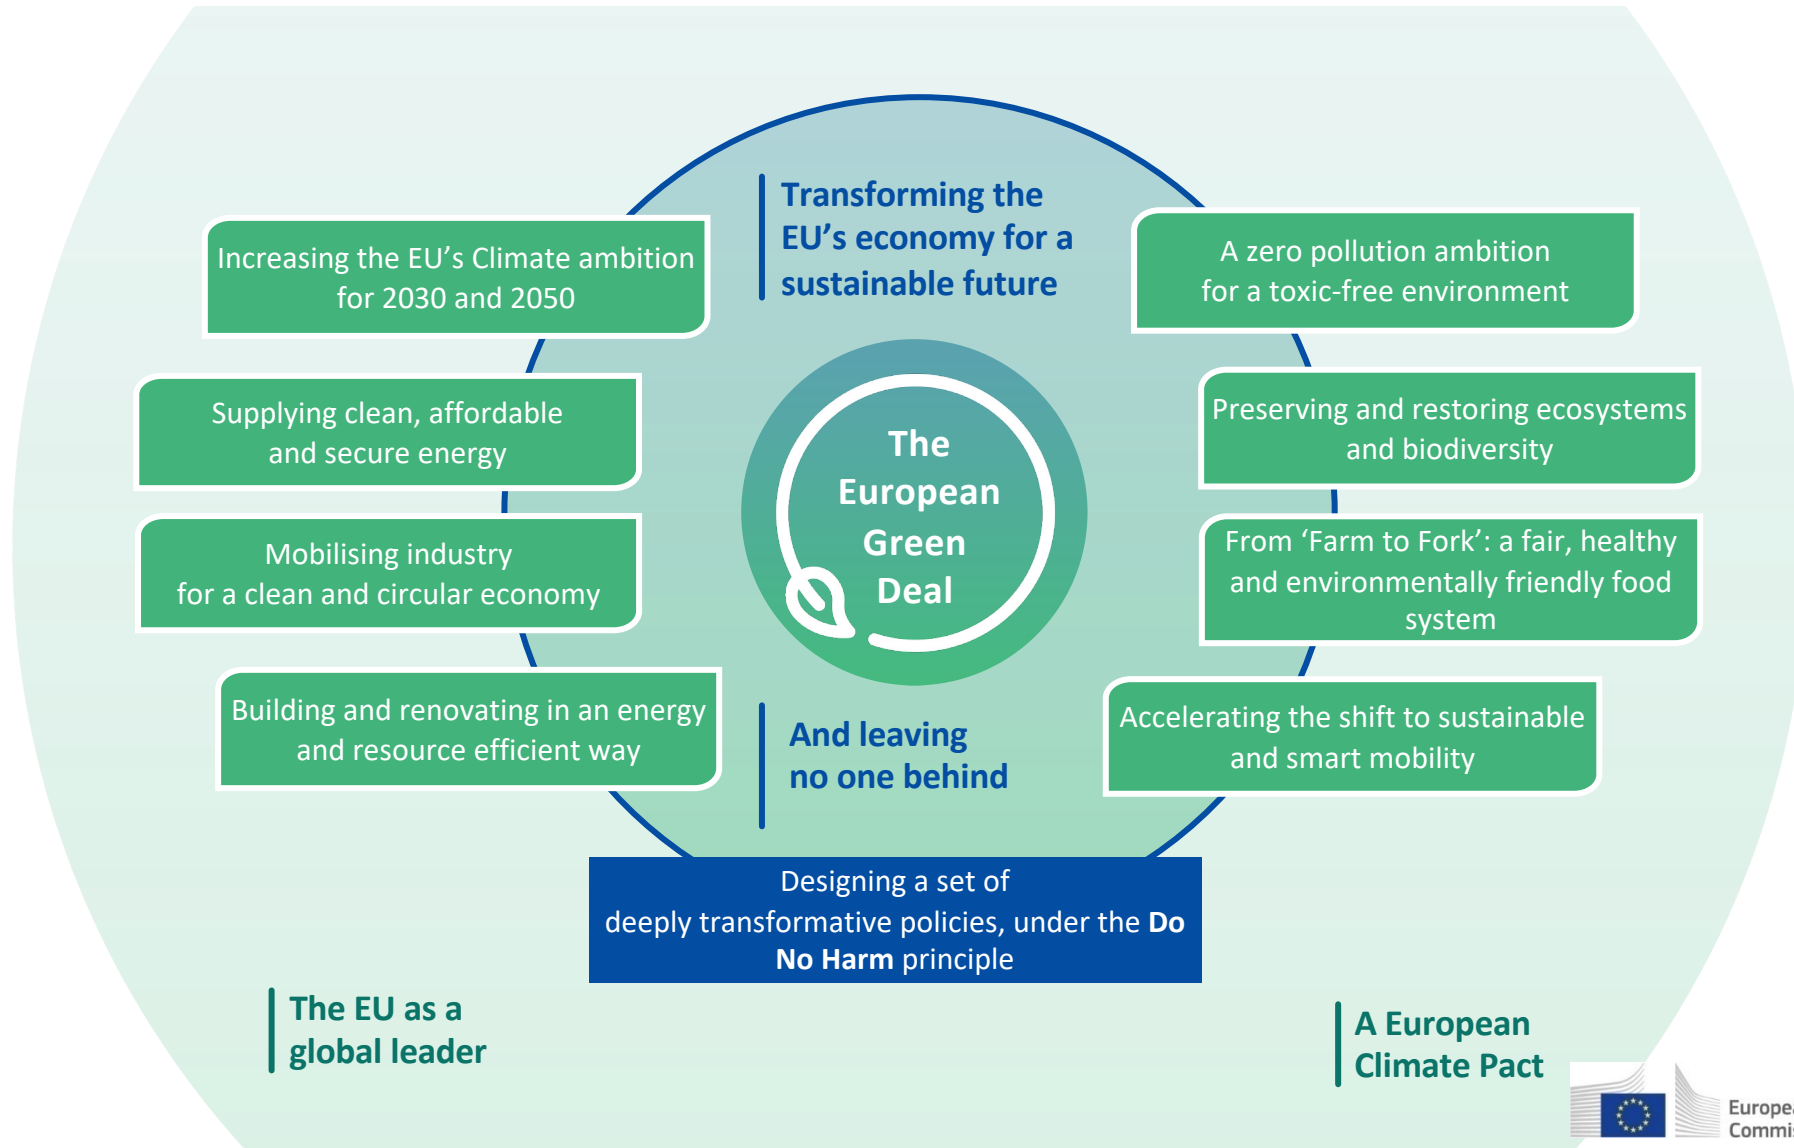 Transforming the
EU’s economy for a
sustainable future
Increasing the EU’s Climate ambition
for 2030 and 2050
Supplying clean, affordable
and secure energy
Mobilising industry
for a clean and circular economy
Building and renovating in an energy
and resource efficient way
The
European
Green
Deal
A zero pollution ambition
for a toxic-free environment
Preserving and restoring ecosystems
and biodiversity
From ‘Farm to Fork’: a fair, healthy
and environmentally friendly food
system
Accelerating the shift to sustainable
and smart mobility
And leaving
no one behind
Designing a set of
deeply transformative policies, under the Do
No Harm principle
The EU as a
global leader
A European
Climate Pact
Europea
Commis